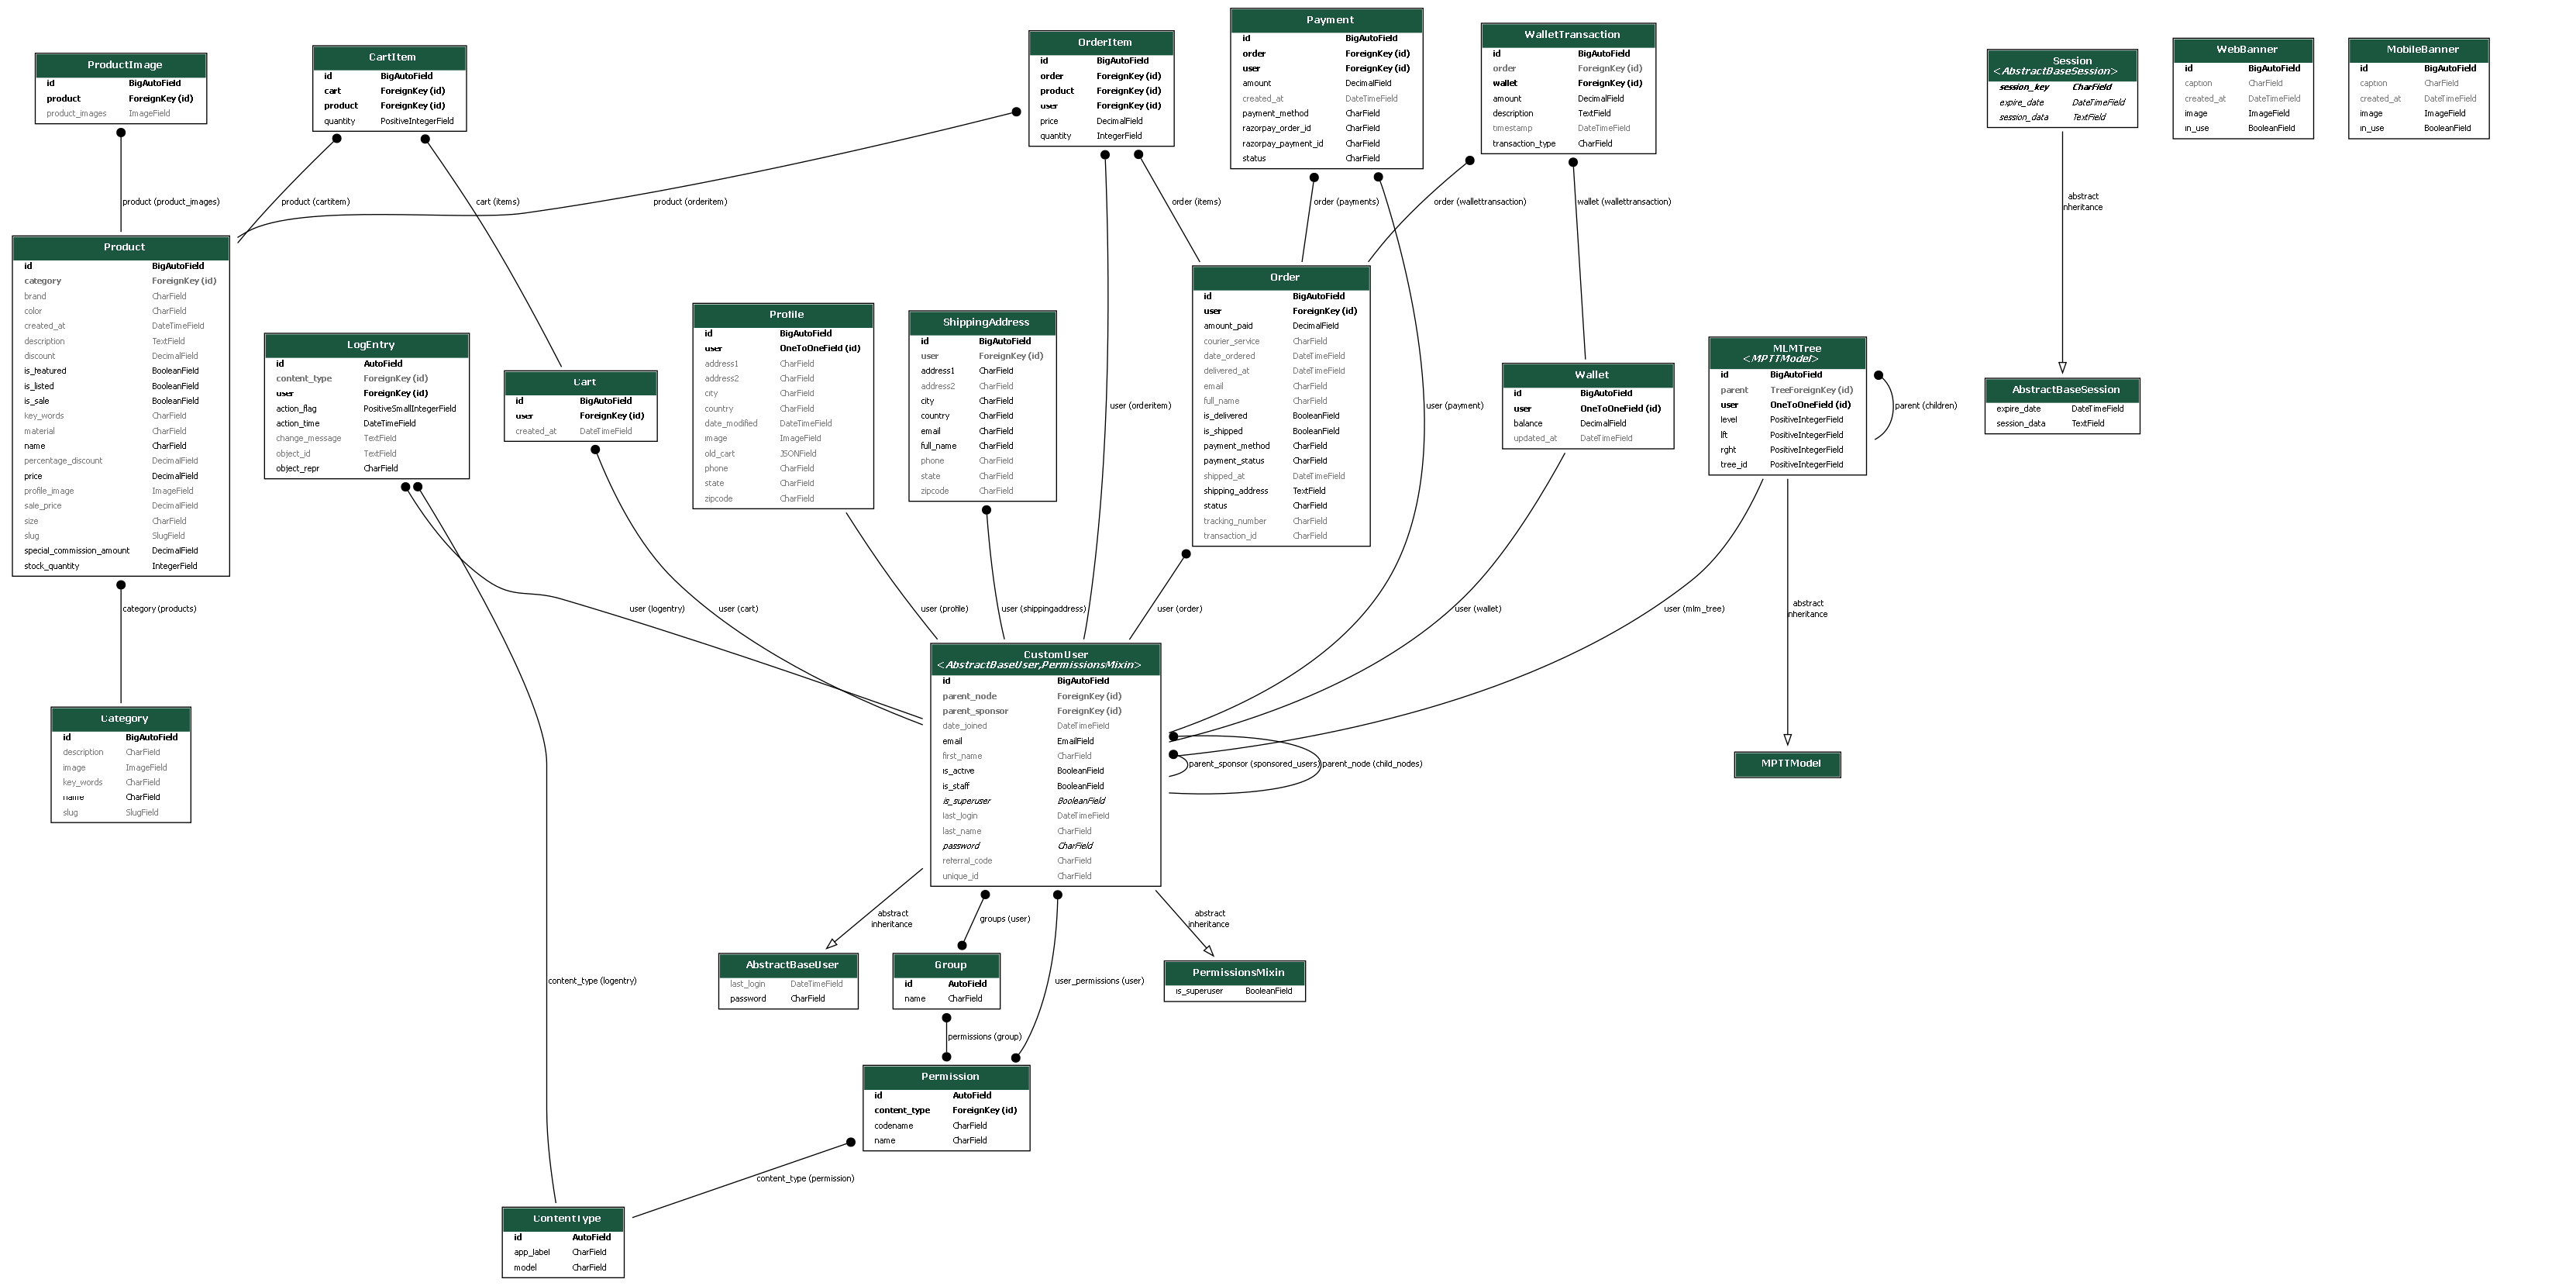 ProductImage
id BigAutoField
product ForeignKey (id)
product_images ImageField
CartItem
id BigAutoField
cart ForeignKey (id)
product ForeignKey (id)
quantity PositiveIntegerField
OrderItem
id BigAutoField
order ForeignKey (id)
product ForeignKey (id)
user ForeignKey (id)
price DecimalField
quantity IntegerField
Payment
id BigAutoField
order ForeignKey (id)
user ForeignKey (id)
amount DecimalField
created_at DateTimeField
payment_method CharField
razorpay_order_id CharField
razorpay_payment_id CharField
status CharField
WalletTransaction
id BigAutoField
order ForeignKey (id)
wallet ForeignKey (id)
amount DecimalField
description TextField
timestamp DateTimeField
transaction_type CharField
Session
<AbstractBaseSession>
session_key CharField
expire_date DateTimeField
session_data TextField
WebBanner
id BigAutoField
caption CharField
created_at DateTimeField
image ImageField
in_use BooleanField
MobileBanner
id BigAutoField
caption CharField
created_at DateTimeField
image ImageField
in_use BooleanField
product (product_images)
product (cartitem)
cart (items)
product (orderitem)
order (items)
order (payments)
order (wallettransaction)
wallet (wallettransaction)
abstract
inheritance
Product
id BigAutoField
category ForeignKey (id)
brand CharField
color CharField
created_at DateTimeField
description TextField
discount DecimalField
is_featured BooleanField
is_listed BooleanField
is_sale BooleanField
key_words CharField
material CharField
name CharField
percentage_discount DecimalField
price DecimalField
profile_image ImageField
sale_price DecimalField
size CharField
slug SlugField
special_commission_amount DecimalField
stock_quantity IntegerField
LogEntry
id AutoField
content_type ForeignKey (id)
user ForeignKey (id)
action_flag PositiveSmallIntegerField
action_time DateTimeField
change_message TextField
object_id TextField
object_repr CharField
Cart
id BigAutoField
user ForeignKey (id)
created_at DateTimeField
Profile
id BigAutoField
user OneToOneField (id)
address1 CharField
address2 CharField
city CharField
country CharField
date_modified DateTimeField
image ImageField
old_cart JSONField
phone CharField
state CharField
zipcode CharField
ShippingAddress
id BigAutoField
user ForeignKey (id)
address1 CharField
address2 CharField
city CharField
country CharField
email CharField
full_name CharField
phone CharField
state CharField
zipcode CharField
user (orderitem)
Order
id BigAutoField
user ForeignKey (id)
amount_paid DecimalField
courier_service CharField
date_ordered DateTimeField
delivered_at DateTimeField
email CharField
full_name CharField
is_delivered BooleanField
is_shipped BooleanField
payment_method CharField
payment_status CharField
shipped_at DateTimeField
shipping_address TextField
status CharField
tracking_number CharField
transaction_id CharField
user (payment)
Wallet
id BigAutoField
user OneToOneField (id)
balance DecimalField
updated_at DateTimeField
MLMTree
<MPTTModel>
id BigAutoField
parent TreeForeignKey (id)
user OneToOneField (id)
level PositiveIntegerField
lft PositiveIntegerField
rght PositiveIntegerField
tree_id PositiveIntegerField
parent (children)
AbstractBaseSession
expire_date DateTimeField
session_data TextField
category (products)
user (logentry)
user (cart)
user (profile)
user (shippingaddress)
user (order)
user (wallet)
user (mlm_tree)
abstract
inheritance
Category
id BigAutoField
description CharField
image ImageField
key_words CharField
name CharField
slug SlugField
CustomUser
<AbstractBaseUser,PermissionsMixin>
id BigAutoField
parent_node ForeignKey (id)
parent_sponsor ForeignKey (id)
date_joined DateTimeField
email EmailField
first_name CharField
is_active BooleanField
is_staff BooleanField
is_superuser BooleanField
last_login DateTimeField
last_name CharField
password CharField
referral_code CharField
unique_id CharField
parent_sponsor (sponsored_users)
parent_node (child_nodes)
MPTTModel
abstract
inheritance
groups (user)
abstract
inheritance
AbstractBaseUser
last_login DateTimeField
password CharField
Group
id AutoField
name CharField
user_permissions (user)
PermissionsMixin
is_superuser BooleanField
content_type (logentry)
permissions (group)
Permission
id AutoField
content_type ForeignKey (id)
codename CharField
name CharField
content_type (permission)
ContentType
id AutoField
app_label CharField
model CharField